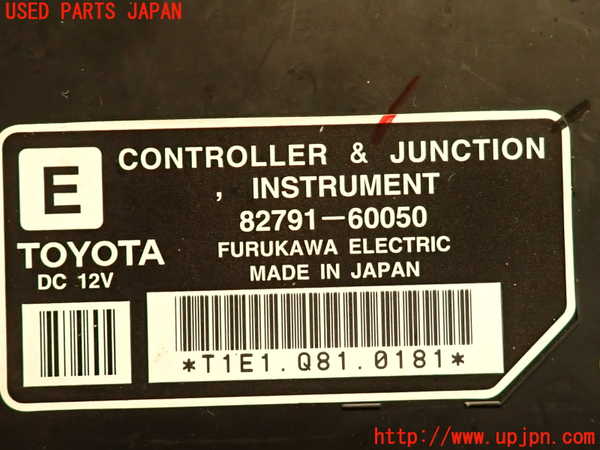 USED PARTS JAPAN
E
CONTROLLER & JUNCTION
, INSTRUMENT
82791-60050
TOYOTA
FURUKAWA ELECTRIC
DC 12V
MADE IN JAPAN
*T1E1.Q81.0181*
http://www.upjpn.com/